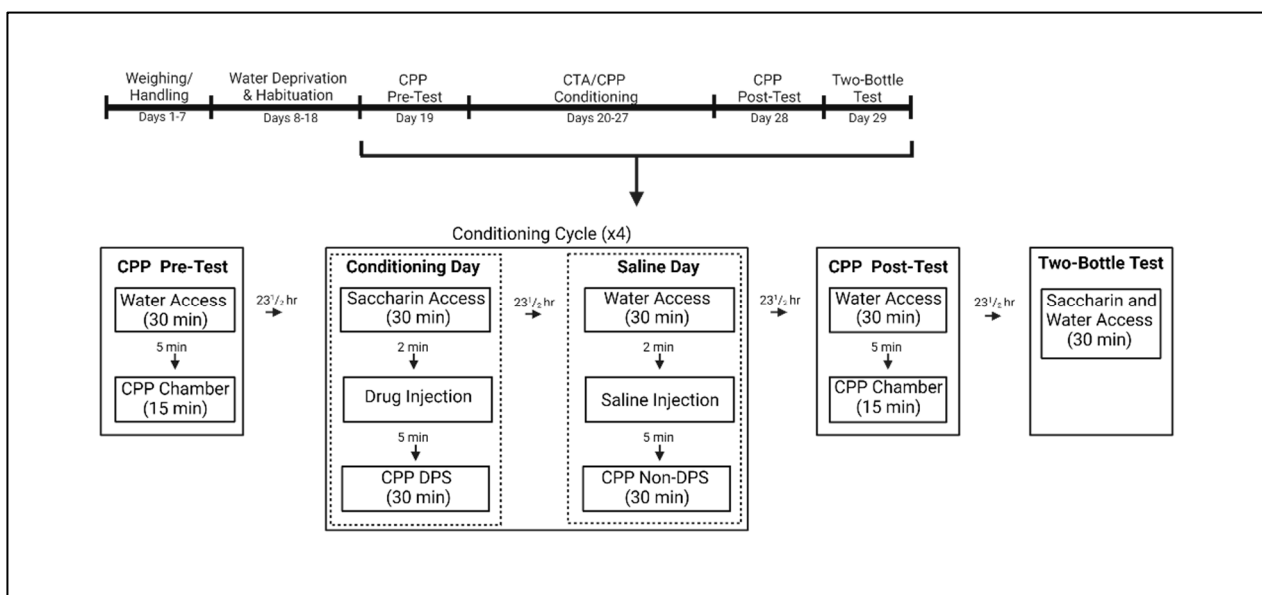 Weighing/
Handling
Water Deprivation
& Habituation
CPP
Pre-Test
CTA/CPP
Conditioning
CPP
Post-Test
Two-Bottle
Test
Days 1-7
Days 8-18
Day 19
Days 20-27
Day 28
Day 29
Conditioning Cycle (x4)
CPP Pre-Test
Water Access
(30 min)
5 min
CPP Chamber
(15 min)
23¹/₂ hr
Conditioning Day
Saccharin Access
(30 min)
2 min
Drug Injection
5 min
CPP DPS
(30 min)
23¹/₂ hr
Saline Day
Water Access
(30 min)
2 min
Saline Injection
5 min
CPP Non-DPS
(30 min)
23¹/₂ hr
CPP Post-Test
Water Access
(30 min)
5 min
CPP Chamber
(15 min)
23¹/₂ hr
Two-Bottle Test
Saccharin and
Water Access
(30 min)